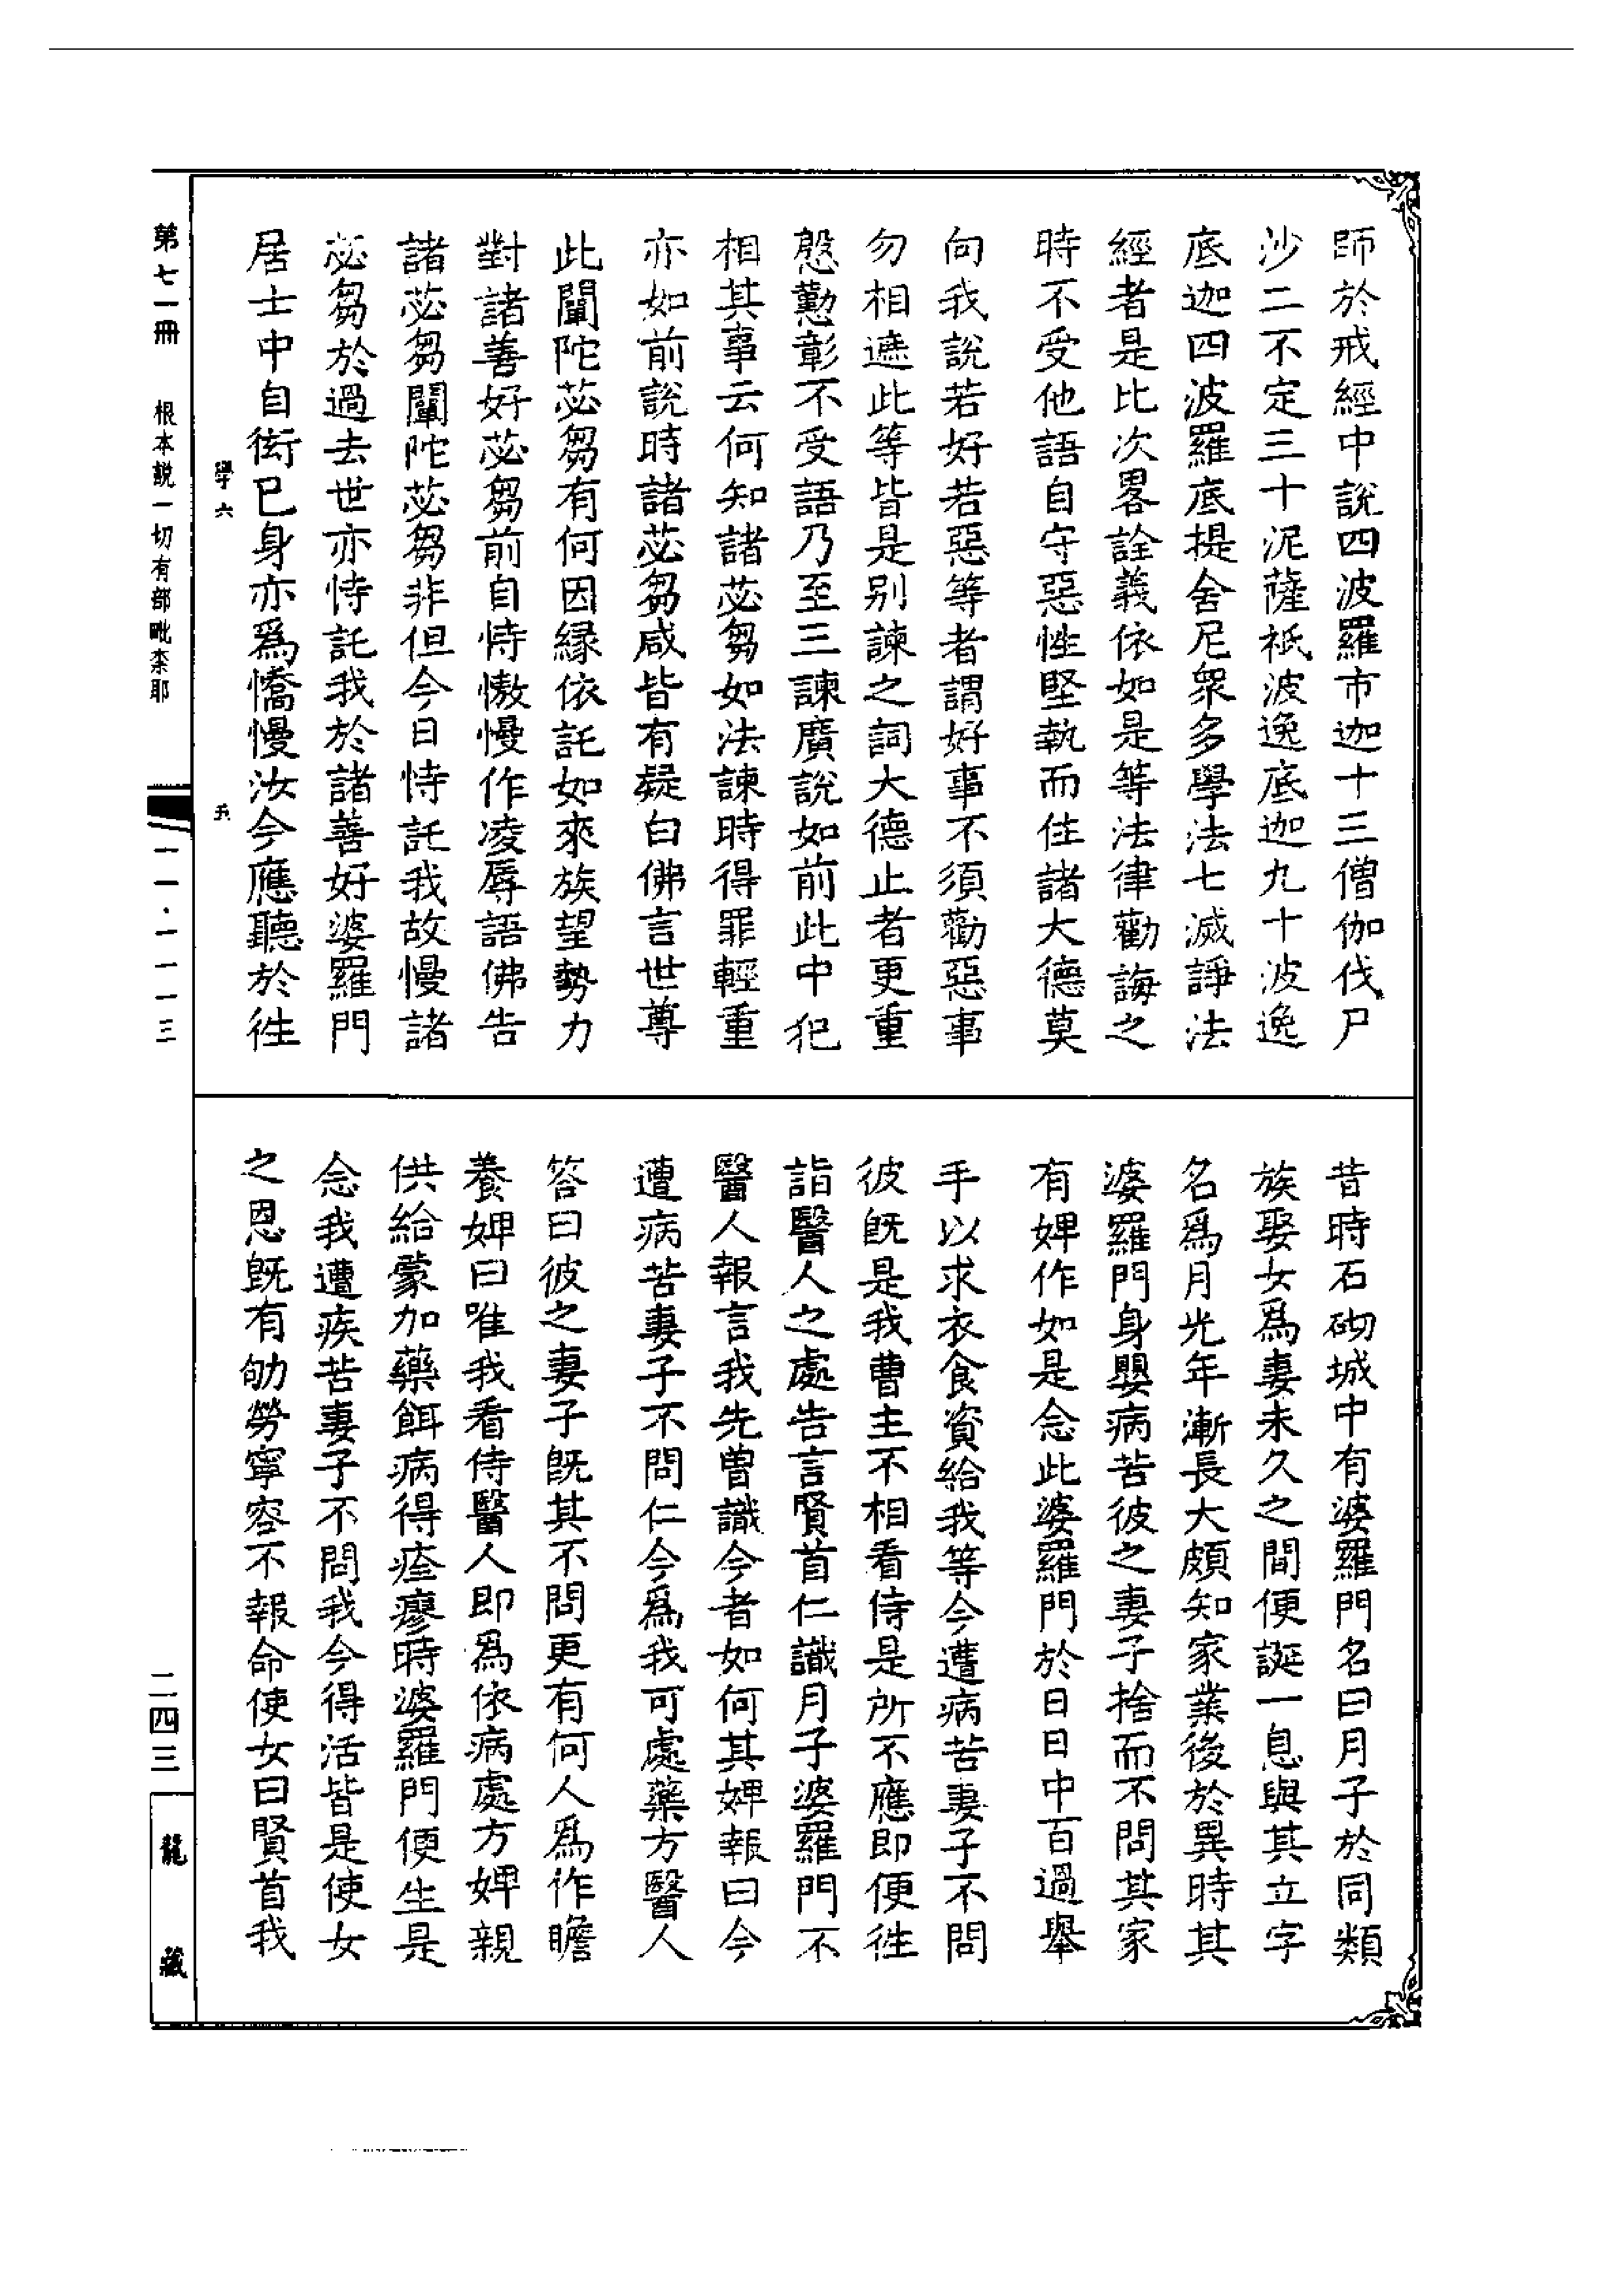 師於戒經中說四波羅市迦十三僧伽伐尸
沙二不定三十泥薩祇波逸底迦九十波逸
底迦四波羅底提舍尼眾多學法七滅諍法
經者是比次畧詮義依如是等法律勸誨之
時不受他語自守惡性堅執而住諸大德莫
向我說若好若惡等者謂好事不須勸惡事
勿相遮此等皆是別諫之詞大德止者更重
慇懃彰不受語乃至三諫廣說如前此中犯
相其事云何知諸苾芻如法諫時得罪輕重
亦如前說時諸苾芻咸皆有疑白佛言世尊
此闡陀苾芻有何因緣依託如來族望勢力
對諸善好苾芻前自恃慠慢作凌辱語佛告
諸苾芻闡陀苾芻非但今日恃託我故慢諸
苾芻於過去世亦恃託我於諸善好婆羅門
居士中自衒已身亦為憍慢汝今應聽於往
昔時石砌城中有婆羅門名曰月子於同類
族娶女為妻未久之間便誕一息與其立字
名為月光年漸長大頗知家業後於異時其
婆羅門身嬰病苦彼之妻子捨而不問其家
有婢作如是念此婆羅門於日日中百過舉
手以求衣食資給我等今遭病苦妻子不問
彼既是我曹主不相看侍是所不應即便往
詣醫人之處告言賢首仁識月子婆羅門不
醫人報言我先曾識今者如何其婢報曰今
遭病苦妻子不問仁今為我可處藥方醫人
答曰彼之妻子既其不問更有何人為作瞻
養婢曰唯我看侍醫人即為依病處方婢親
供給蒙加藥餌病得痊瘳時婆羅門便生是
念我遭疾苦妻子不問我今得活皆是使女
之恩既有劬勞寧容不報命使女曰賢首我
學六
五
第七一冊 根本說一切有部毗柰耶
一一·一一一三
二四三
龍藏